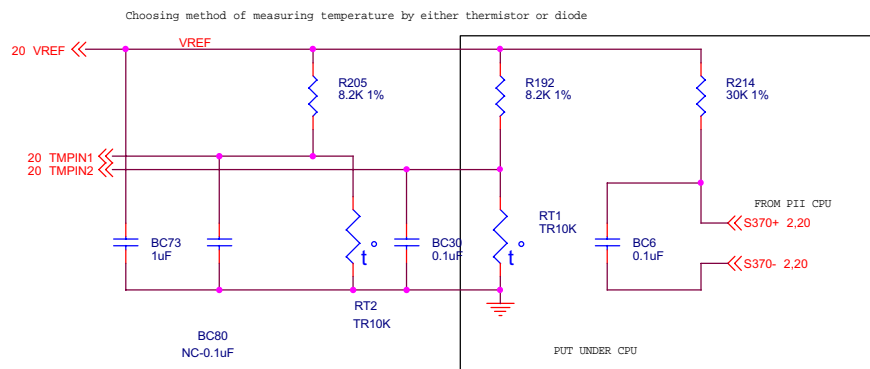 Choosing method of measuring temperature by either thermistor or diode
20 VREF
VREF
R205
8.2K 1%
R192
8.2K 1%
R214
30K 1%
20 TMPIN1
20 TMPIN2
FROM PII CPU
S370+ 2,20
RT1
TR10K
BC73
1uF
t°
BC30
0.1uF
t°
BC6
0.1uF
S370- 2,20
RT2
TR10K
BC80
NC-0.1uF
PUT UNDER CPU